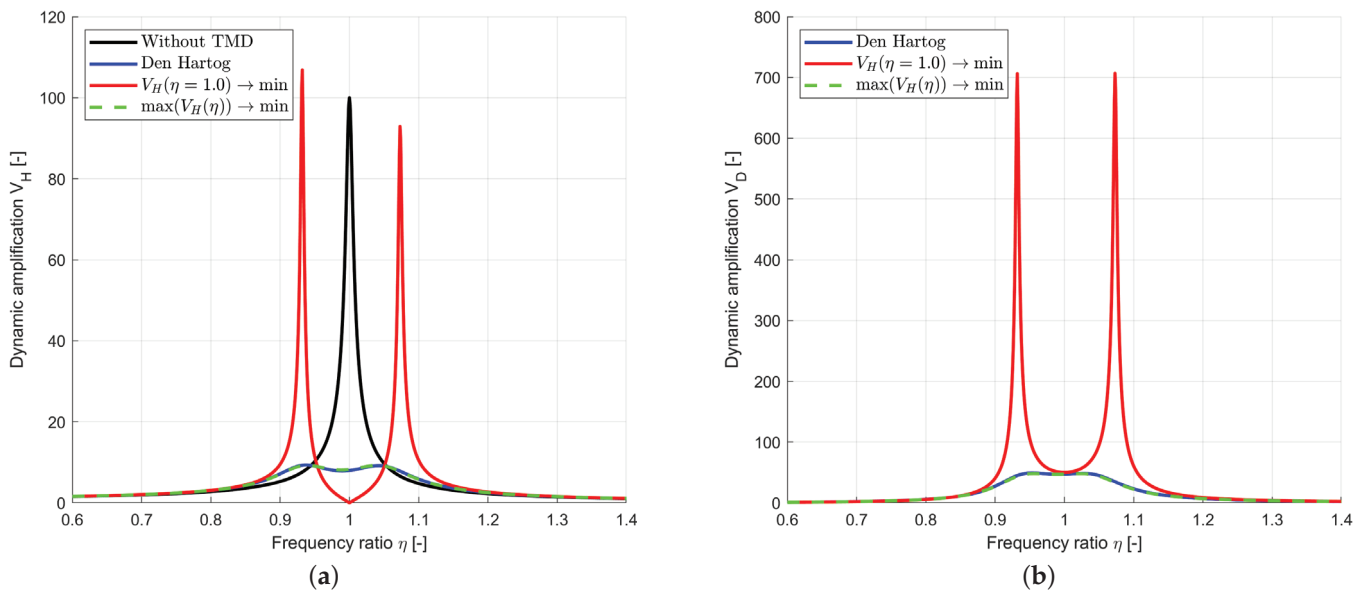 120
100
80
60
40
20
0
Dynamic amplification V_H [-]
Without TMD
Den Hartog
V_H(η = 1.0) → min
max(V_H(η)) → min
0.6 0.7 0.8 0.9 1 1.1 1.2 1.3 1.4
Frequency ratio η [-]
(a)
800
700
600
500
400
300
200
100
0
Dynamic amplification V_D [-]
Den Hartog
V_H(η = 1.0) → min
max(V_H(η)) → min
0.6 0.7 0.8 0.9 1 1.1 1.2 1.3 1.4
Frequency ratio η [-]
(b)